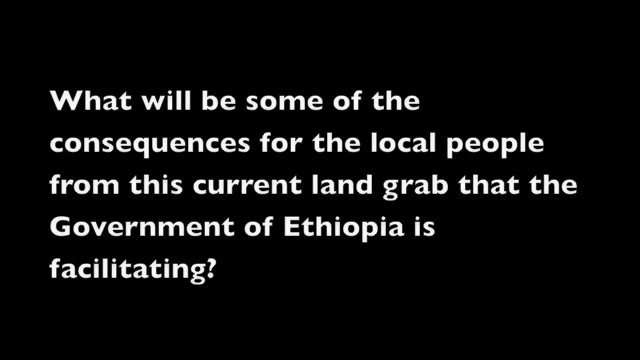 What will be some of the
consequences for the local people
from this current land grab that the
Government of Ethiopia is
facilitating?